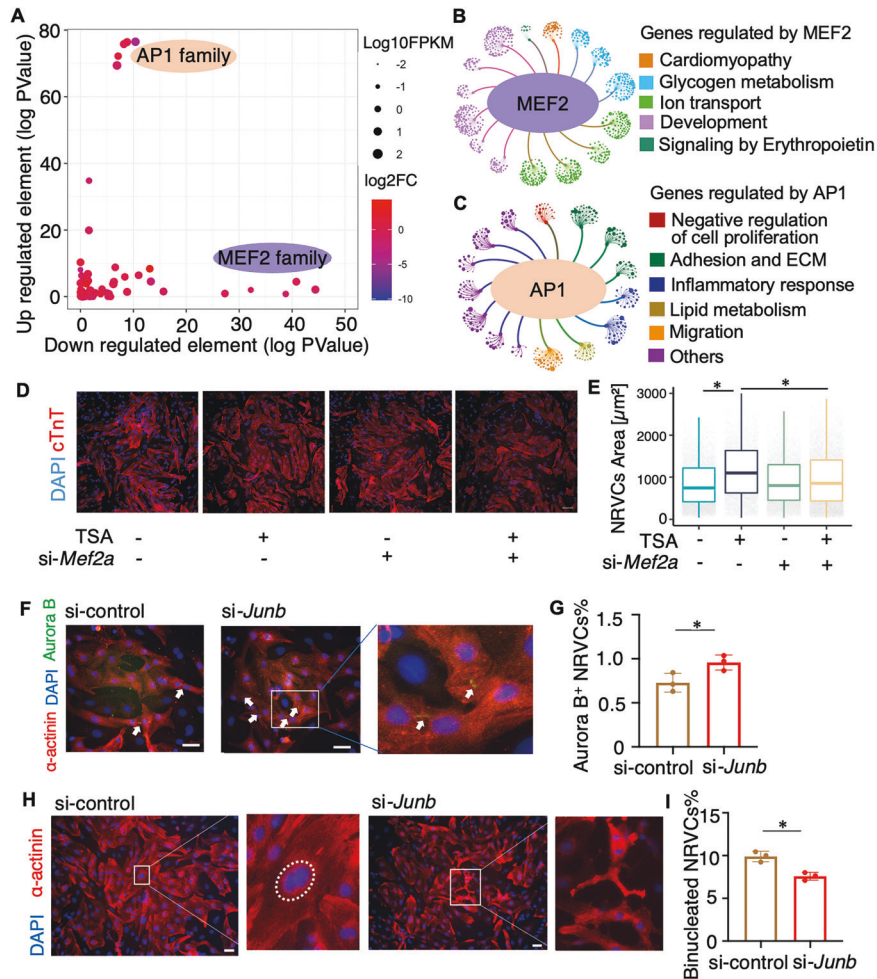 A
Up regulated element (log PValue)
80
60
40
20
0
0 10 20 30 40 50
Down regulated element (log PValue)
AP1 family
MEF2 family
Log10FPKM
-2
-1
0
1
2
log2FC
0
-5
-10
B
MEF2
Genes regulated by MEF2
Cardiomyopathy
Glycogen metabolism
Ion transport
Development
Signaling by Erythropoietin
C
AP1
Genes regulated by AP1
Negative regulation
of cell proliferation
Adhesion and ECM
Inflammatory response
Lipid metabolism
Migration
Others
D
DAPI cTnT
TSA - + - +
si-Mef2a - - + +
E
NRVCs Area [µm²]
3000
2000
1000
0
TSA - + - +
si-Mef2a - - + +
* *
F
si-control si-Junb
α-actinin DAPI Aurora B
G
Aurora B+ NRVCs%
1.5
1.0
0.5
0
*
si-control si-Junb
H
si-control si-Junb
DAPI α-actinin
I
Binucleated NRVCs%
15
10
5
0
*
si-control si-Junb